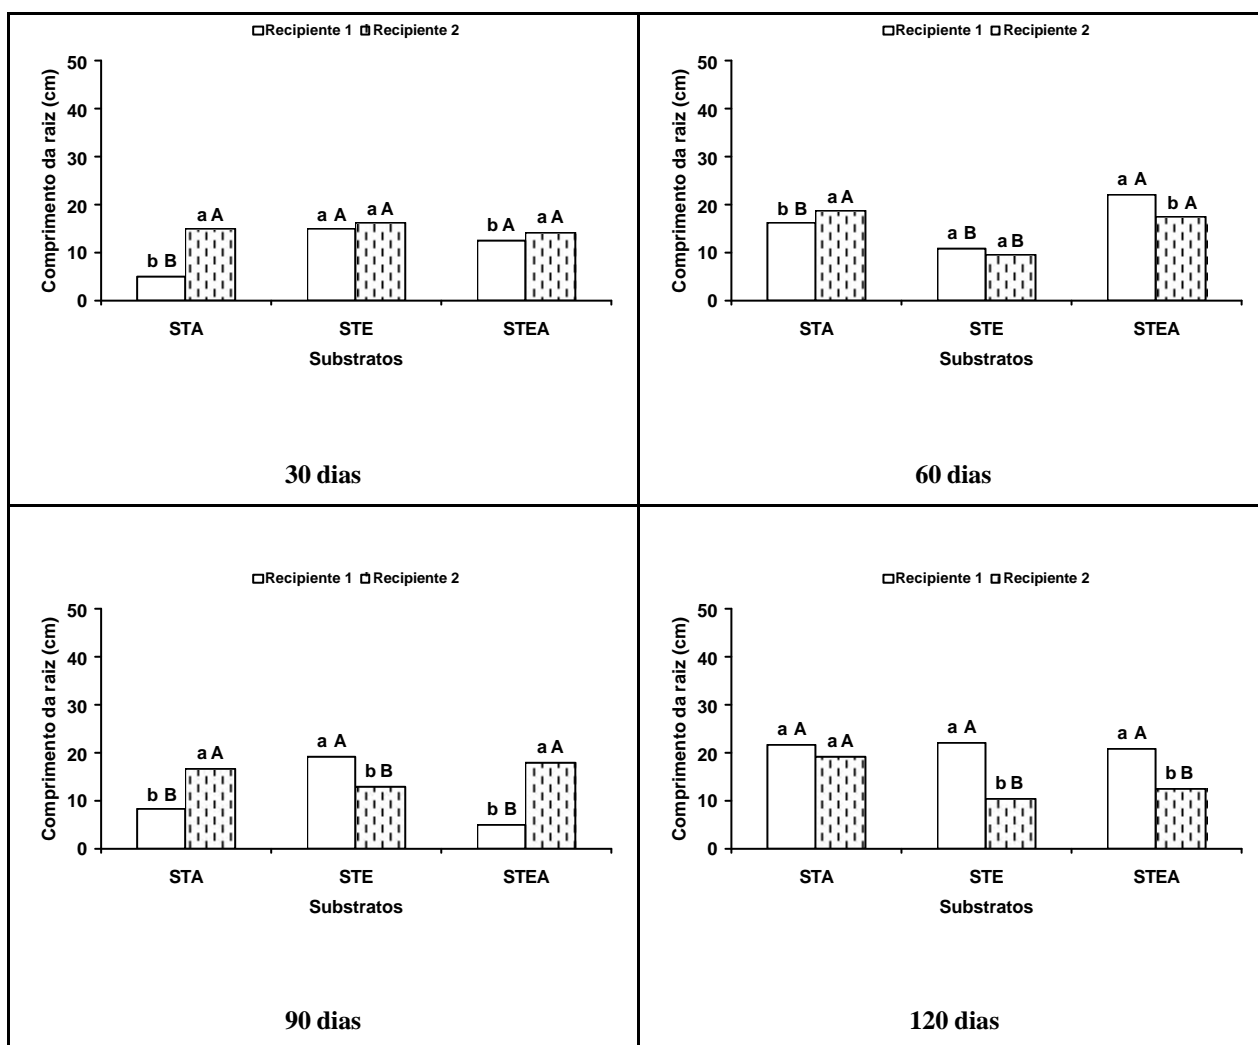 Recipiente 1 Recipiente 2
Comprimento da raiz (cm)
50
40
30
20
10
0
b B a A a A a A b A a A
STA STE STEA
Substratos
30 dias
Recipiente 1 Recipiente 2
Comprimento da raiz (cm)
50
40
30
20
10
0
b B a A a B a B a A b A
STA STE STEA
Substratos
60 dias
Recipiente 1 Recipiente 2
Comprimento da raiz (cm)
50
40
30
20
10
0
b B a A a A b B b B a A
STA STE STEA
Substratos
90 dias
Recipiente 1 Recipiente 2
Comprimento da raiz (cm)
50
40
30
20
10
0
a A a A a A b B a A b B
STA STE STEA
Substratos
120 dias